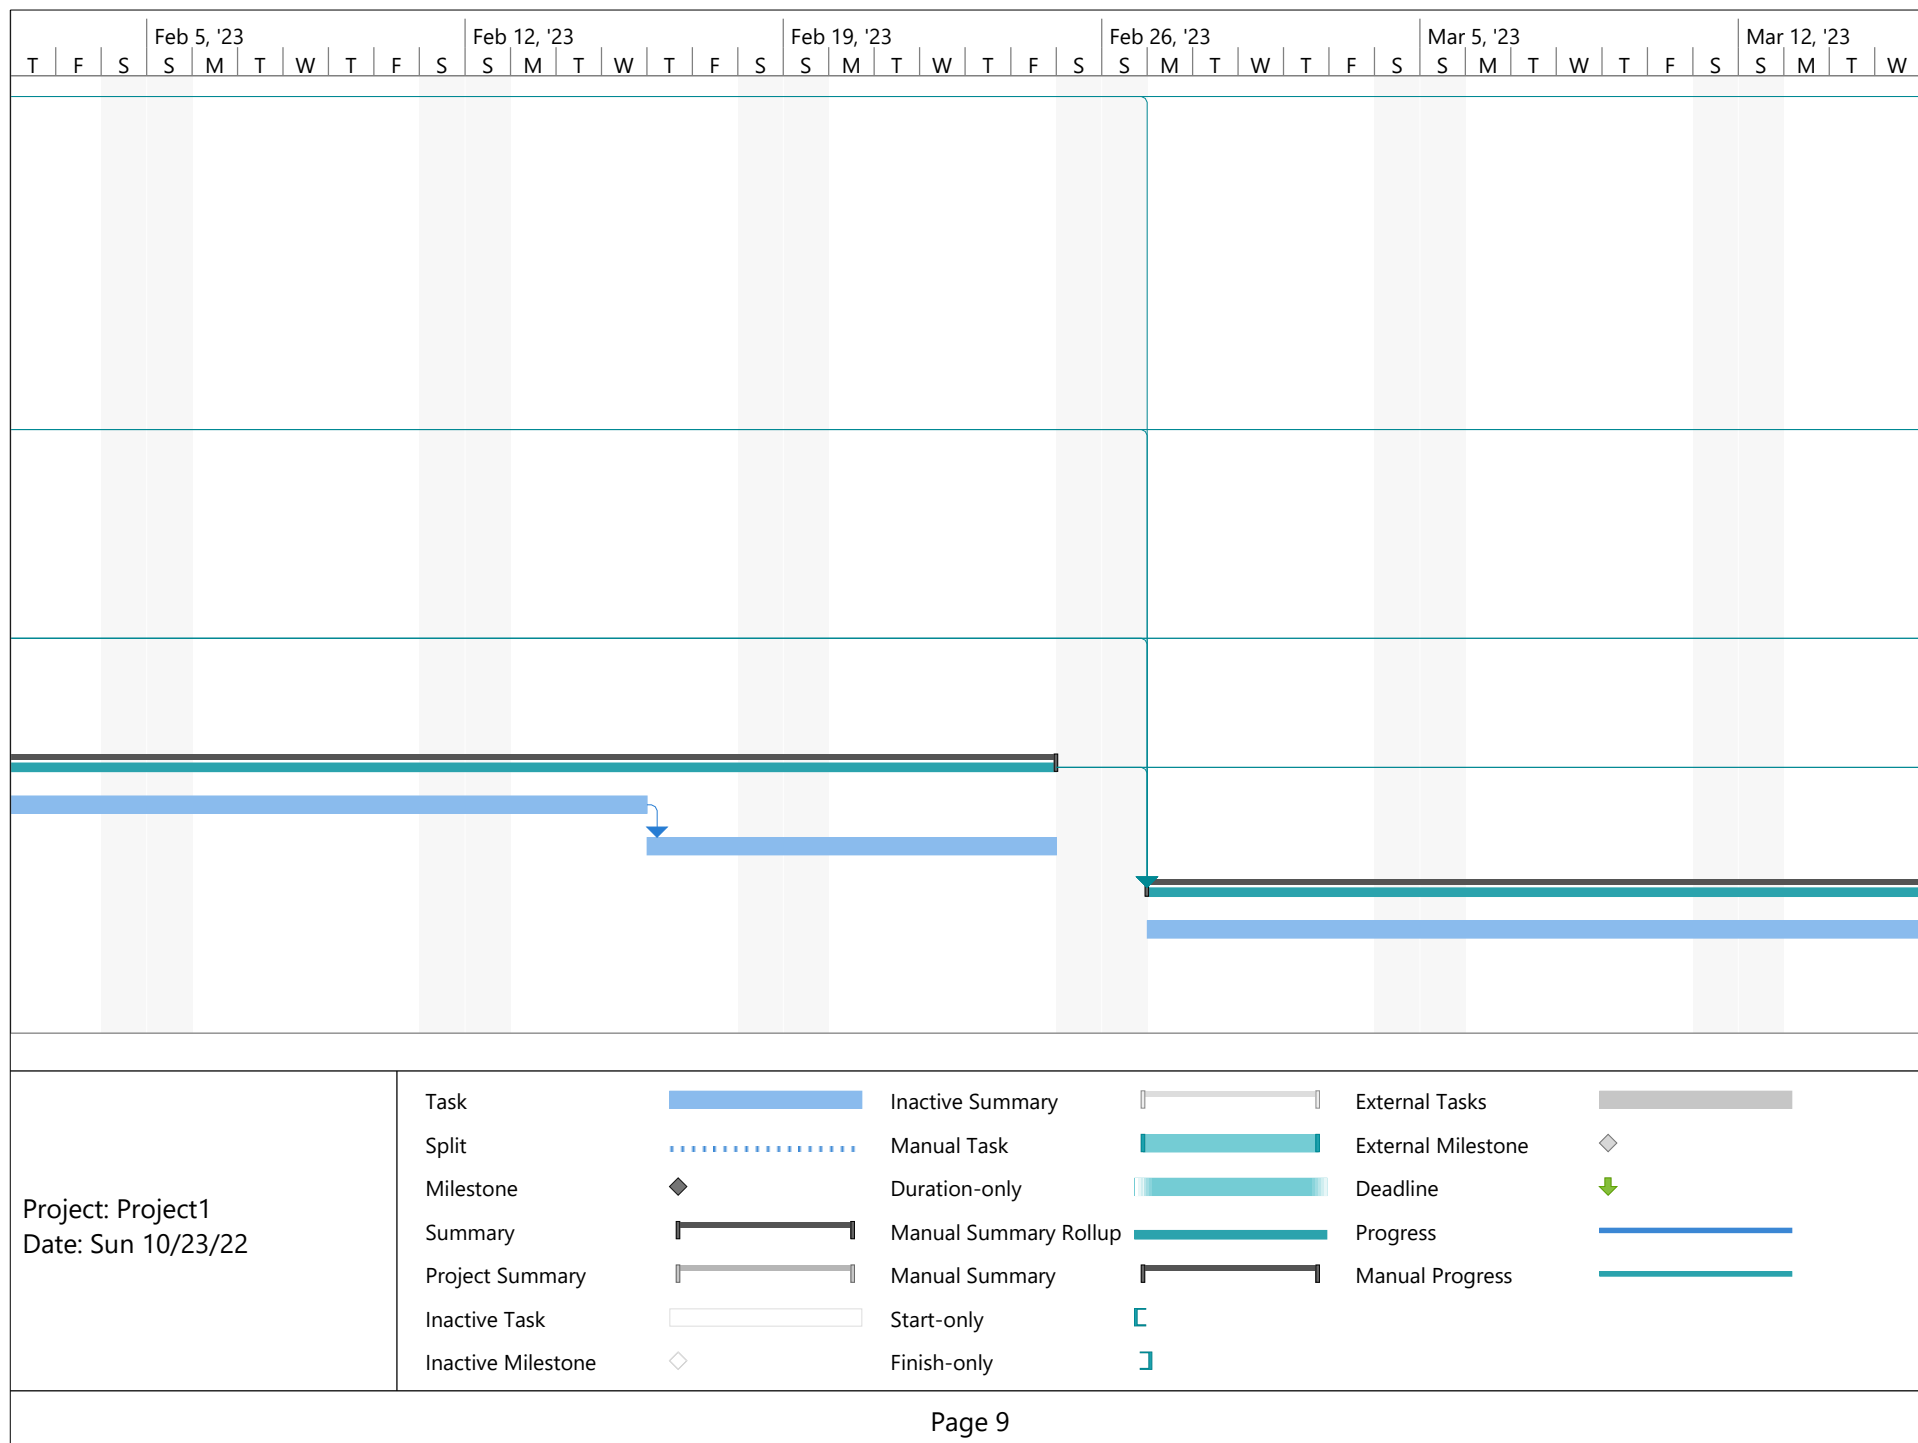 Feb 5, '23 Feb 12, '23 Feb 19, '23 Feb 26, '23 Mar 5, '23 Mar 12, '23
T F S S M T W T F S S M T W T F S S M T W T F S S M T W T F S S M T W T F S S M T W
Project: Project1
Date: Sun 10/23/22
Task
Split
Milestone
Summary
Project Summary
Inactive Task
Inactive Milestone
Inactive Summary
Manual Task
Duration-only
Manual Summary Rollup
Manual Summary
Start-only
Finish-only
External Tasks
External Milestone
Deadline
Progress
Manual Progress
Page 9